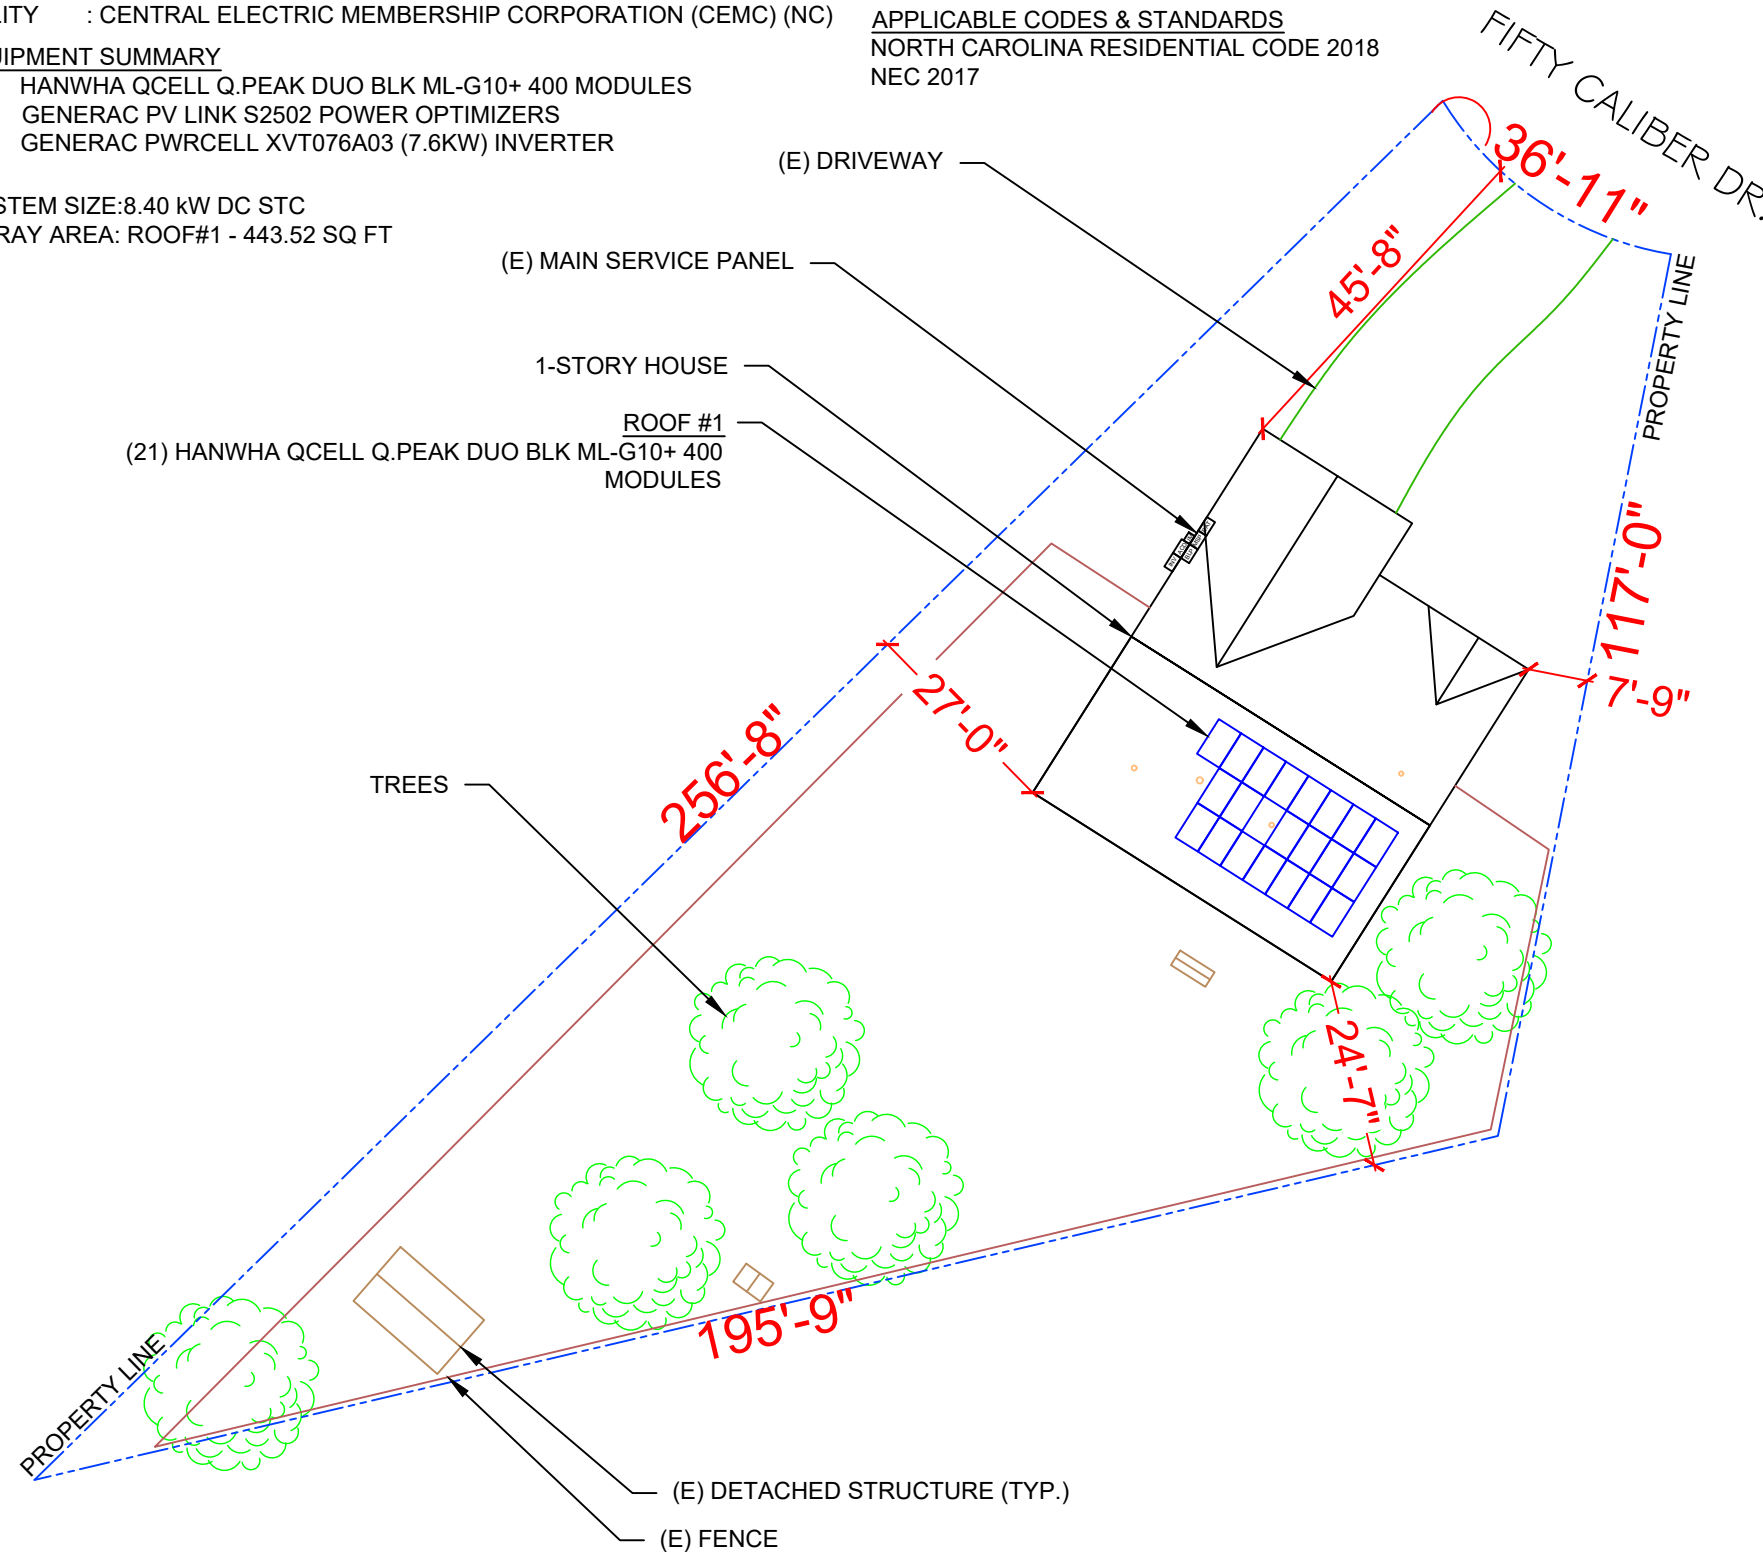 LITY : CENTRAL ELECTRIC MEMBERSHIP CORPORATION (CEMC) (NC)
UIPMENT SUMMARY
HANWHA QCELL Q.PEAK DUO BLK ML-G10+ 400 MODULES
GENERAC PV LINK S2502 POWER OPTIMIZERS
GENERAC PWRCELL XVT076A03 (7.6KW) INVERTER
STEM SIZE:8.40 kW DC STC
RAY AREA: ROOF#1 - 443.52 SQ FT
APPLICABLE CODES & STANDARDS
NORTH CAROLINA RESIDENTIAL CODE 2018
NEC 2017
FIFTY CALIBER DR.
36'-11"
(E) DRIVEWAY
45'-8"
(E) MAIN SERVICE PANEL
PROPERTY LINE
1-STORY HOUSE
ROOF #1
(21) HANWHA QCELL Q.PEAK DUO BLK ML-G10+ 400
MODULES
117'-0"
7'-9"
27'-0"
256'-8"
TREES
24'-7"
195'-9"
PROPERTY LINE
(E) DETACHED STRUCTURE (TYP.)
(E) FENCE